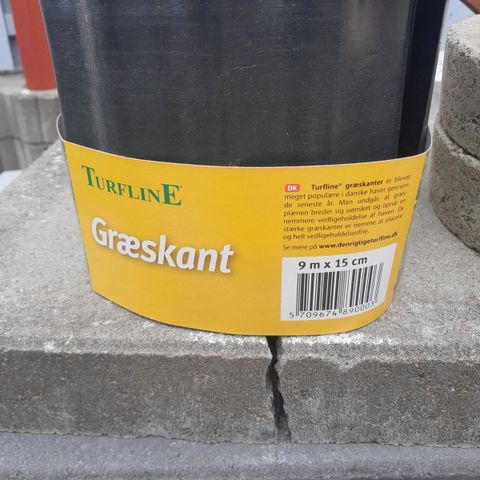 TURFLINE
Græskant
DK Turfline® græskanter er blevet
meget populære i danske haver gennem
de seneste år. Man undgår, at græs-
plænen breder sig uønsket og opnår en
nemmere vedligeholdelse af haven. De
stærke græskanter er nemme at placere
og helt vedligeholdelsesfrie.
Se mere på www.denrigtigeturfline.dk
9 m x 15 cm
5 709674 890003